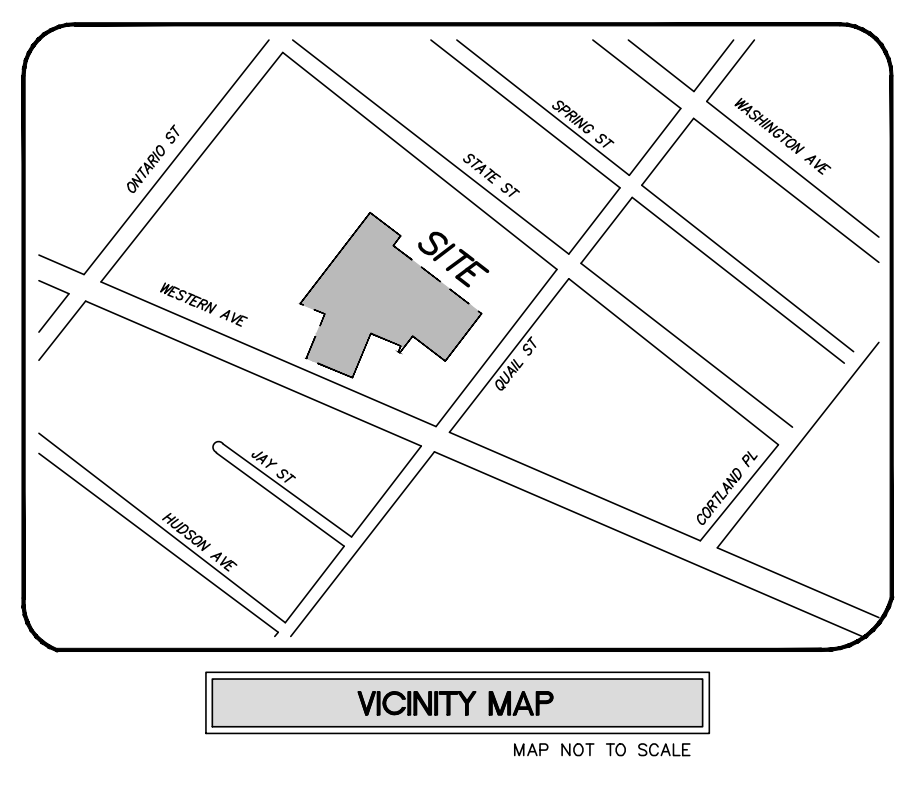 WASHINGTON AVE
SPRING ST
ONTARIO ST
STATE ST
SITE
WESTERN AVE
QUAIL ST
JAY ST
CORTLAND PL
HUDSON AVE
VICINITY MAP
MAP NOT TO SCALE